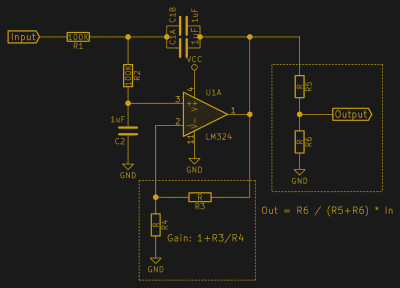 Input
100K
R1
C1B
1uF
C1A
1uF
VCC
100K
R2
U1A
4
3
+
V+
1
2
-
V-
11
LM324
1uF
C2
GND
GND
R
R5
Output
R
R6
GND
R
R3
R
R4
Gain: 1+R3/R4
GND
Out = R6 / (R5+R6) * In